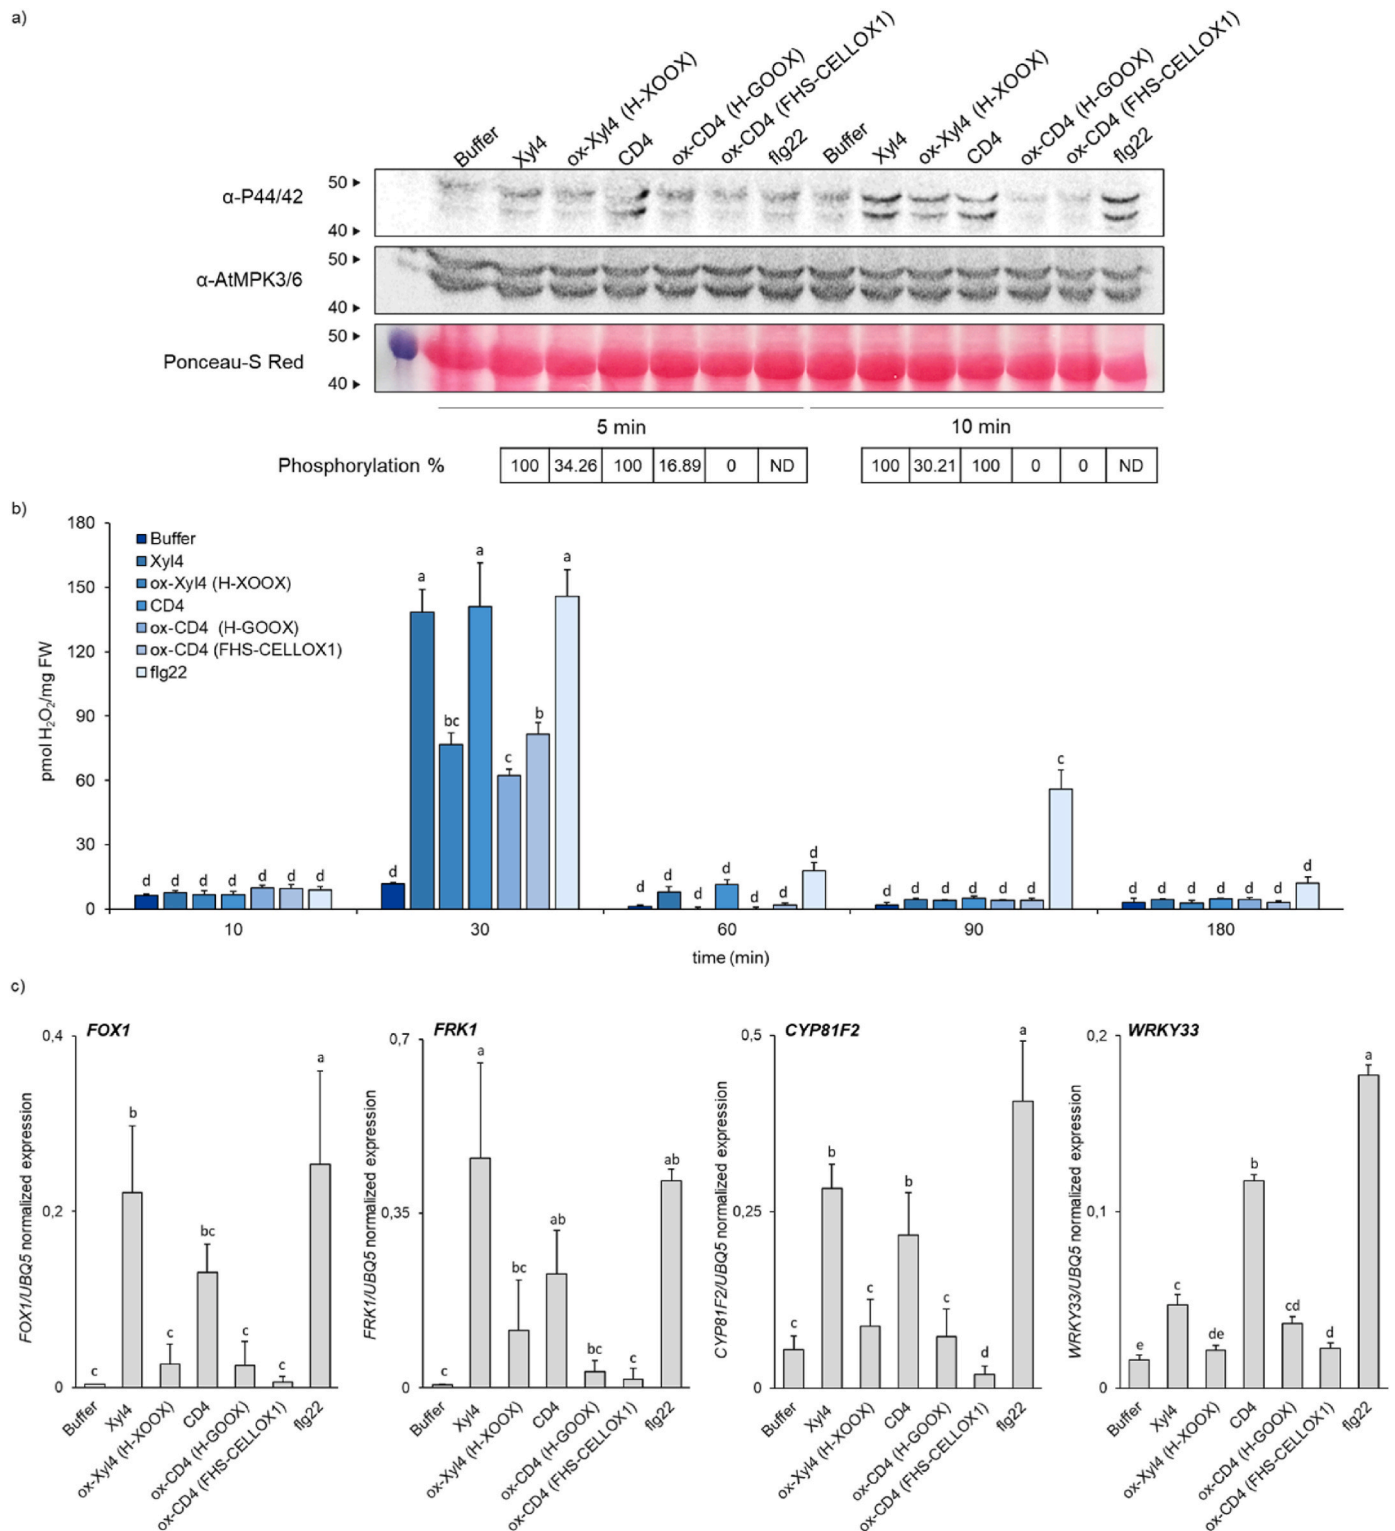 a)
Buffer
Xyl4
ox-Xyl4 (H-XOOX)
CD4
ox-CD4 (H-GOOX)
ox-CD4 (FHS-CELLOX1)
flg22
Buffer
Xyl4
ox-Xyl4 (H-XOOX)
CD4
ox-CD4 (H-GOOX)
ox-CD4 (FHS-CELLOX1)
flg22
α-P44/42
50
40
α-AtMPK3/6
50
40
Ponceau-S Red
50
40
5 min
10 min
Phosphorylation % 100 34.26 100 16.89 0 ND 100 30.21 100 0 0 ND
b)
180
150
120
90
60
30
0
pmol H₂O₂/mg FW
Buffer
Xyl4
ox-Xyl4 (H-XOOX)
CD4
ox-CD4 (H-GOOX)
ox-CD4 (FHS-CELLOX1)
flg22
d d d d d d d
d a bc a c b a
d d d d d d d
d d d d d d c
d d d d d d d
10 30 60 90 180
time (min)
c)
FOX1
FOX1/UBQ5 normalized expression
0,4
0,2
0
c b c bc c c a
Buffer
Xyl4
ox-Xyl4 (H-XOOX)
CD4
ox-CD4 (H-GOOX)
ox-CD4 (FHS-CELLOX1)
flg22
FRK1
FRK1/UBQ5 normalized expression
0,7
0,35
0
c a bc ab bc c ab
Buffer
Xyl4
ox-Xyl4 (H-XOOX)
CD4
ox-CD4 (H-GOOX)
ox-CD4 (FHS-CELLOX1)
flg22
CYP81F2
CYP81F2/UBQ5 normalized expression
0,5
0,25
0
c b c b c d a
Buffer
Xyl4
ox-Xyl4 (H-XOOX)
CD4
ox-CD4 (H-GOOX)
ox-CD4 (FHS-CELLOX1)
flg22
WRKY33
WRKY33/UBQ5 normalized expression
0,2
0,1
0
e c de b cd d a
Buffer
Xyl4
ox-Xyl4 (H-XOOX)
CD4
ox-CD4 (H-GOOX)
ox-CD4 (FHS-CELLOX1)
flg22